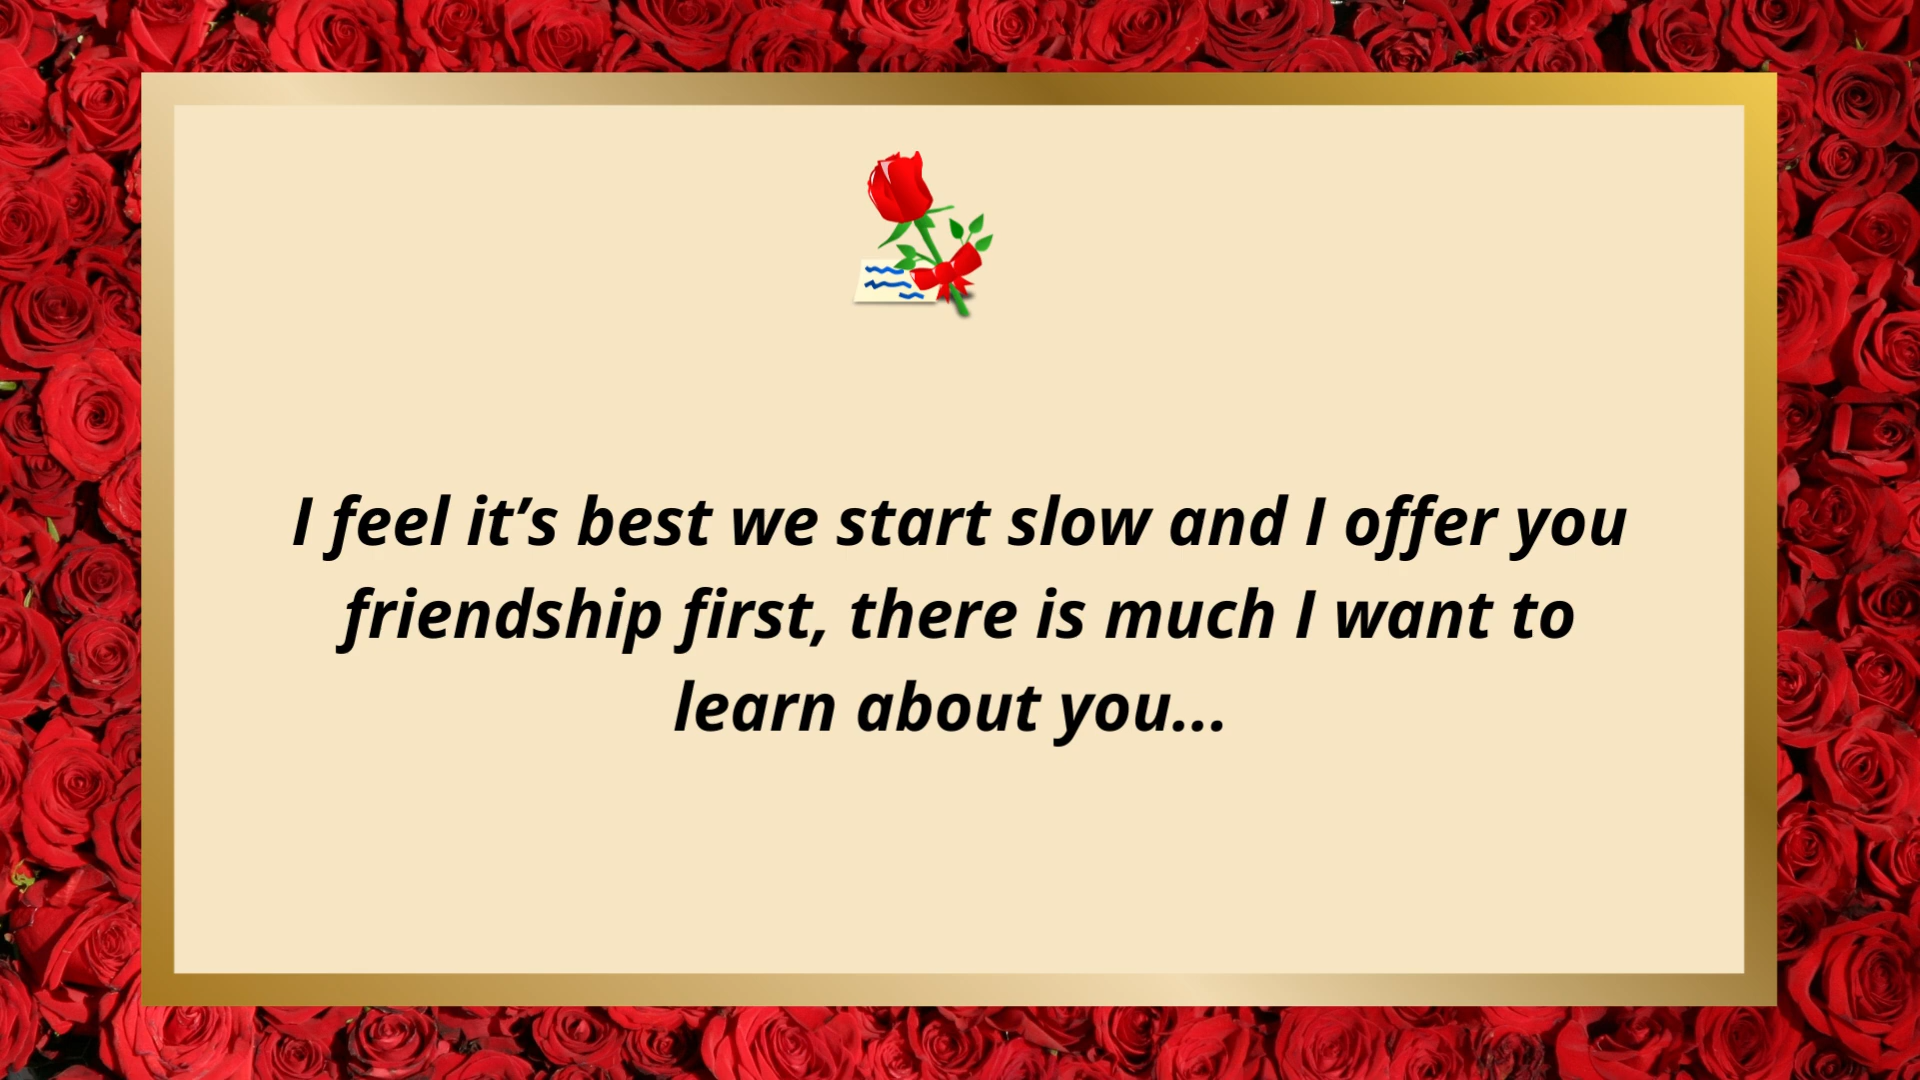 I feel it’s best we start slow and I offer you
friendship first, there is much I want to
learn about you...